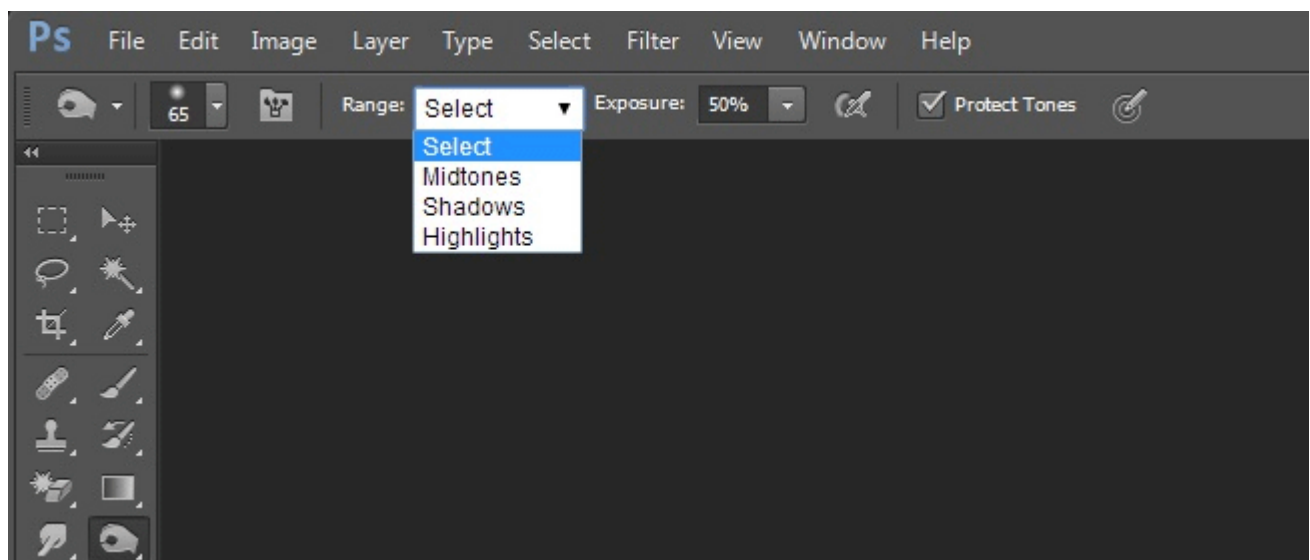 Ps File Edit Image Layer Type Select Filter View Window Help
65 Range: Select Exposure: 50% Protect Tones
Select
Midtones
Shadows
Highlights